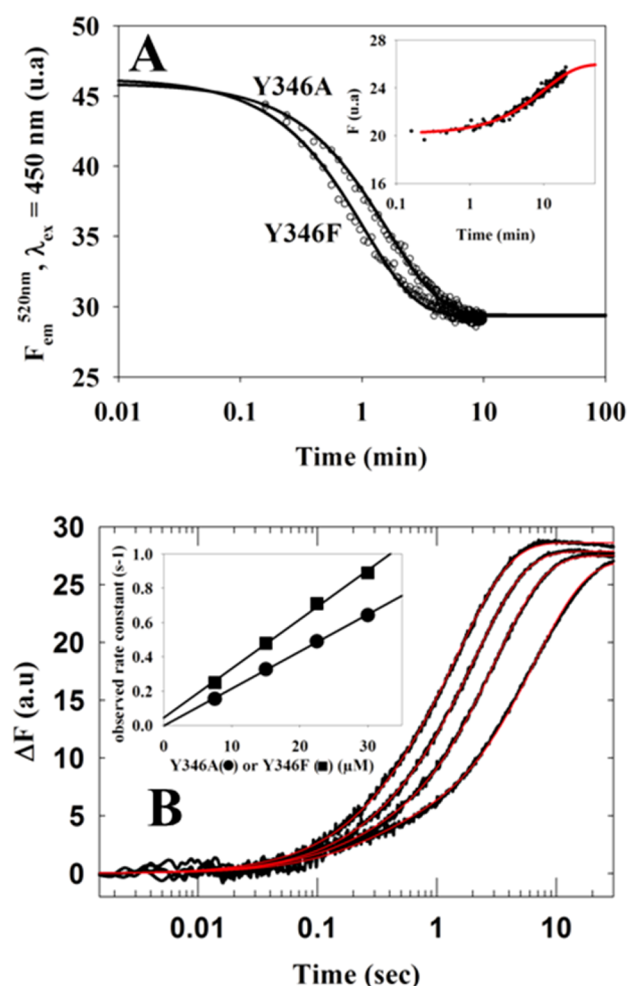 A
50
45
40
35
30
25
F em 520nm, λex = 450 nm (u.a)
Y346A
Y346F
0.01 0.1 1 10 100
Time (min)
28
24
20
16
F (u.a)
0.1 1 10
Time (min)
B
30
25
20
15
10
5
0
ΔF (a.u)
0.01 0.1 1 10
Time (sec)
1.0
0.8
0.6
0.4
0.2
0.0
observed rate constant (s-1)
0 10 20 30
Y346A(●) or Y346F (■) (µM)